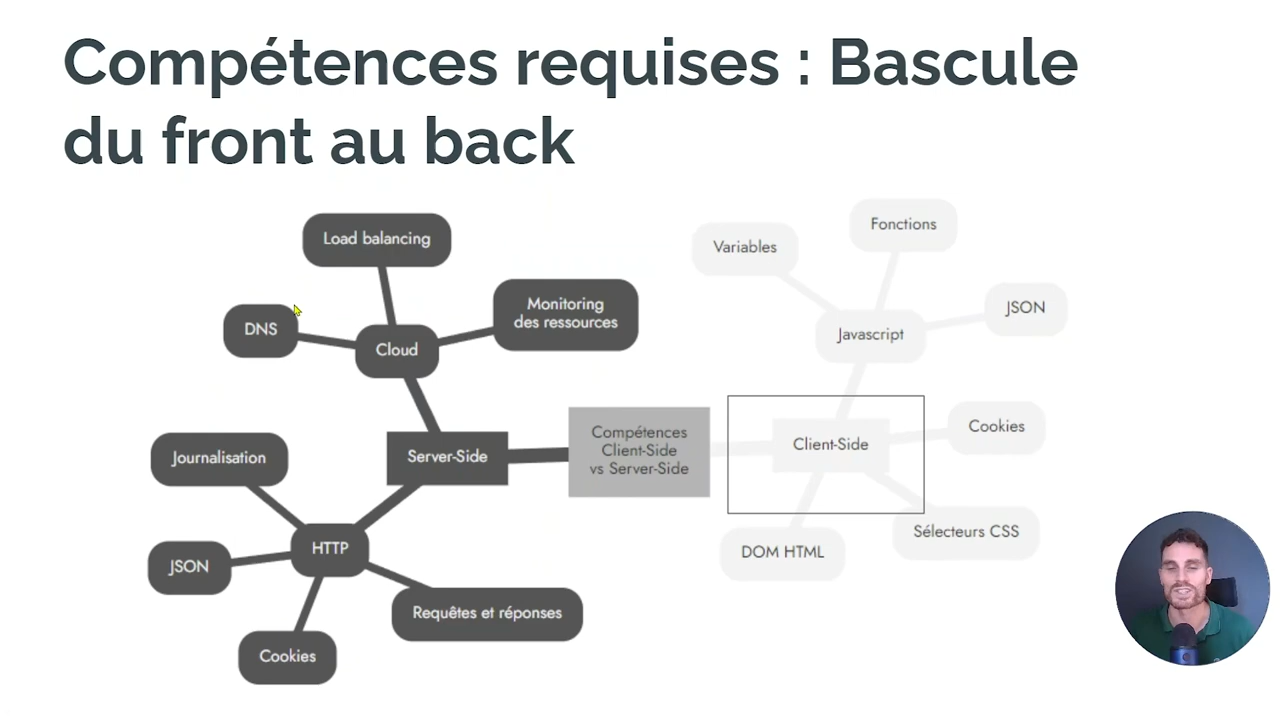 Compétences requises : Bascule
du front au back
Load balancing
Monitoring
des ressources
DNS
Cloud
Journalisation
Server-Side
HTTP
JSON
Requêtes et réponses
Cookies
Compétences
Client-Side
vs Server-Side
Variables
Fonctions
JSON
Javascript
Cookies
Client-Side
Sélecteurs CSS
DOM HTML